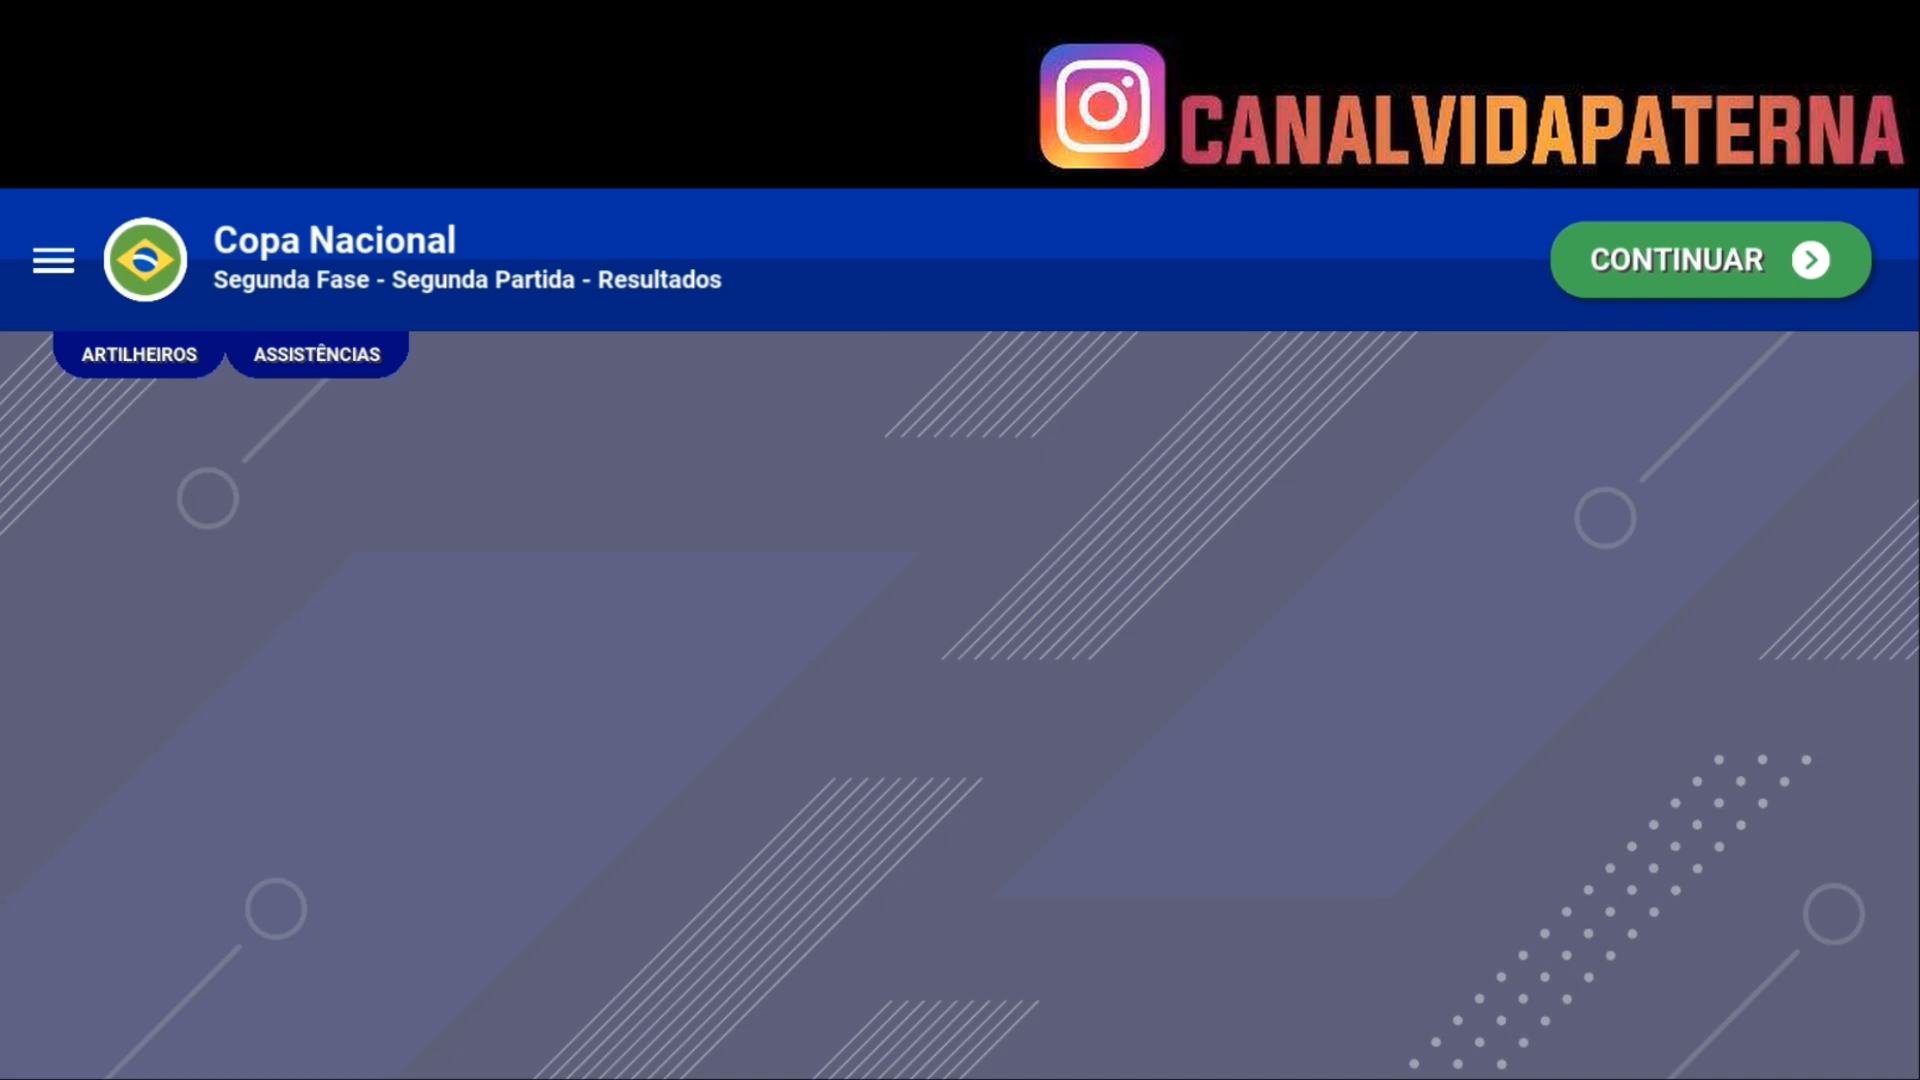 CANALVIDAPATERNA
Copa Nacional
Segunda Fase - Segunda Partida - Resultados
CONTINUAR
ARTILHEIROS
ASSISTÊNCIAS